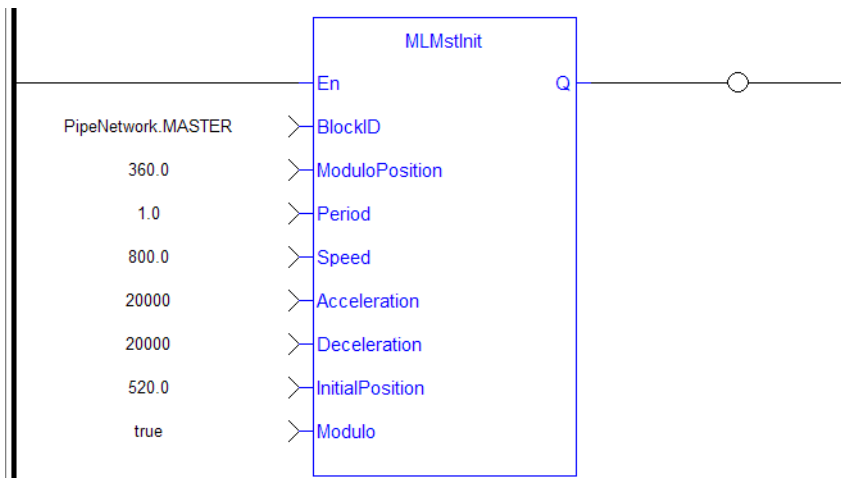 MLMstInit
En Q
PipeNetwork.MASTER BlockID
360.0 ModuloPosition
1.0 Period
800.0 Speed
20000 Acceleration
20000 Deceleration
520.0 InitialPosition
true Modulo